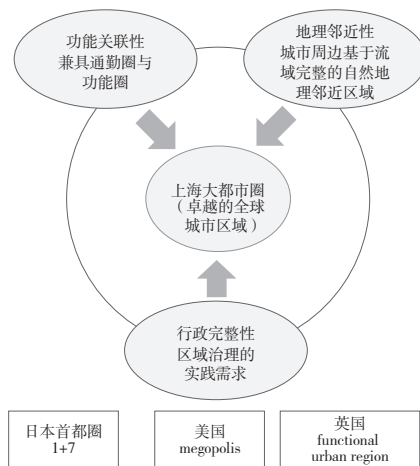 功能关联性
兼具通勤圈与
功能圈
地理邻近性
城市周边基于流
域完整的自然地
理邻近区域
上海大都市圈
（卓越的全球
城市区域）
行政完整性
区域治理的
实践需求
日本首都圈
1+7
美国
megopolis
英国
functional
urban region